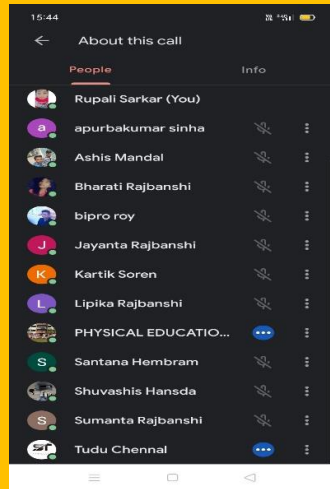 15:44
About this call
People Info
Rupali Sarkar (You)
a apurbakumar sinha
Ashis Mandal
Bharati Rajbanshi
bipro roy
J Jayanta Rajbanshi
K Kartik Soren
L Lipika Rajbanshi
PHYSICAL EDUCATIO...
S Santana Hembram
Shuvashis Hansda
S Sumanta Rajbanshi
ST Tudu Chennal